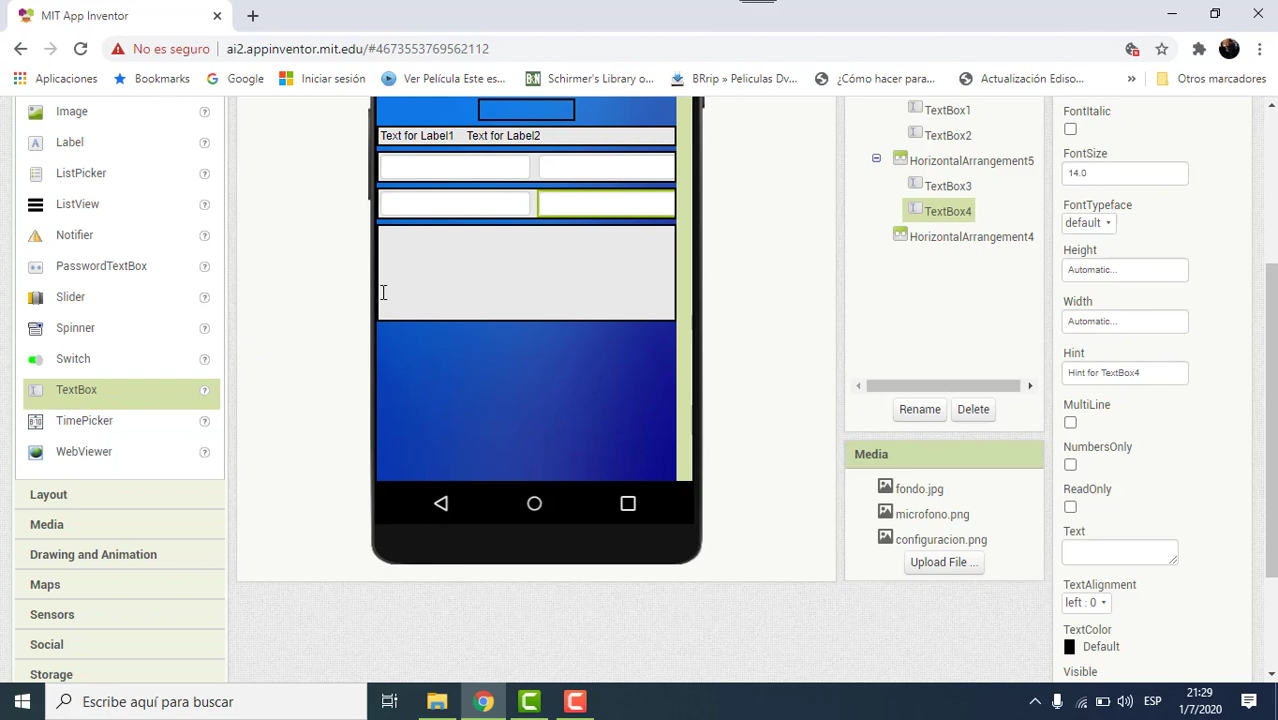 MIT App Inventor
No es seguro
ai2.appinventor.mit.edu/#4673553769562112
Aplicaciones
Bookmarks
Google
Iniciar sesión
Ver Película Este es...
Schirmer's Library o...
BRrip » Peliculas Dv...
¿Cómo hacer para...
Actualización Ediso...
»
Otros marcadores
Image
Label
ListPicker
ListView
Notifier
PasswordTextBox
Slider
Spinner
Switch
TextBox
TimePicker
WebViewer
Layout
Media
Drawing and Animation
Maps
Sensors
Social
Storage
Text for Label1 Text for Label2
TextBox1
TextBox2
HorizontalArrangement5
TextBox3
TextBox4
HorizontalArrangement4
Rename
Delete
Media
fondo.jpg
microfono.png
configuracion.png
Upload File ...
FontItalic
FontSize
14.0
FontTypeface
default
Height
Automatic...
Width
Automatic...
Hint
Hint for TextBox4
MultiLine
NumbersOnly
ReadOnly
Text
TextAlignment
left : 0
TextColor
Default
Visible
Escribe aquí para buscar
ESP
21:29
1/7/2020